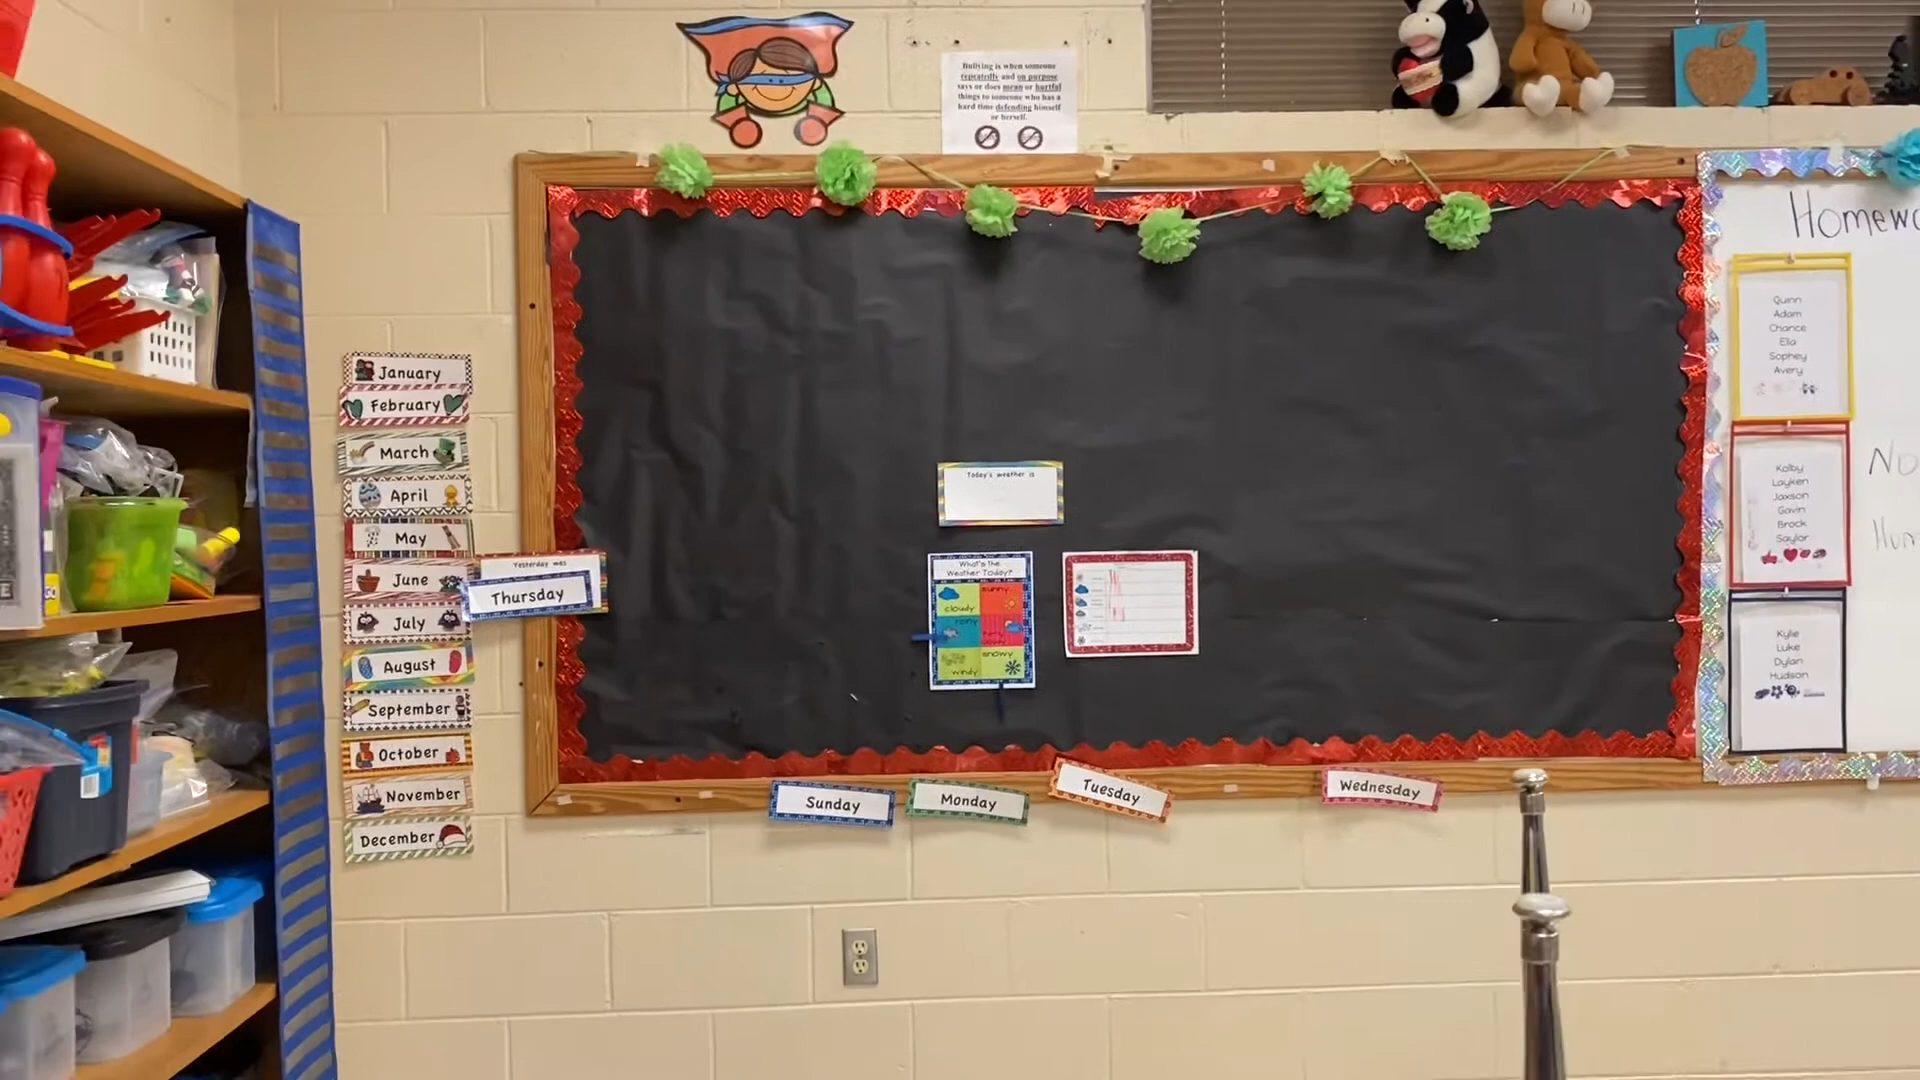 Bullying is when someone
repeatedly and on purpose
says or does mean or hurtful
things to someone who has a
hard time defending himself
or herself.
January
February
March
April
May
June
July
August
September
October
November
December
Yesterday was
Thursday
Today's weather is
What's the
Weather Today?
cloudy
sunny
rainy
snowy
windy
Sunday
Monday
Tuesday
Wednesday
Homewo
Quinn
Adam
Chance
Ella
Sophey
Avery
Kolby
Layken
Jaxson
Gavin
Brock
Saylor
Kylie
Luke
Dylan
Hudson
No
Hun